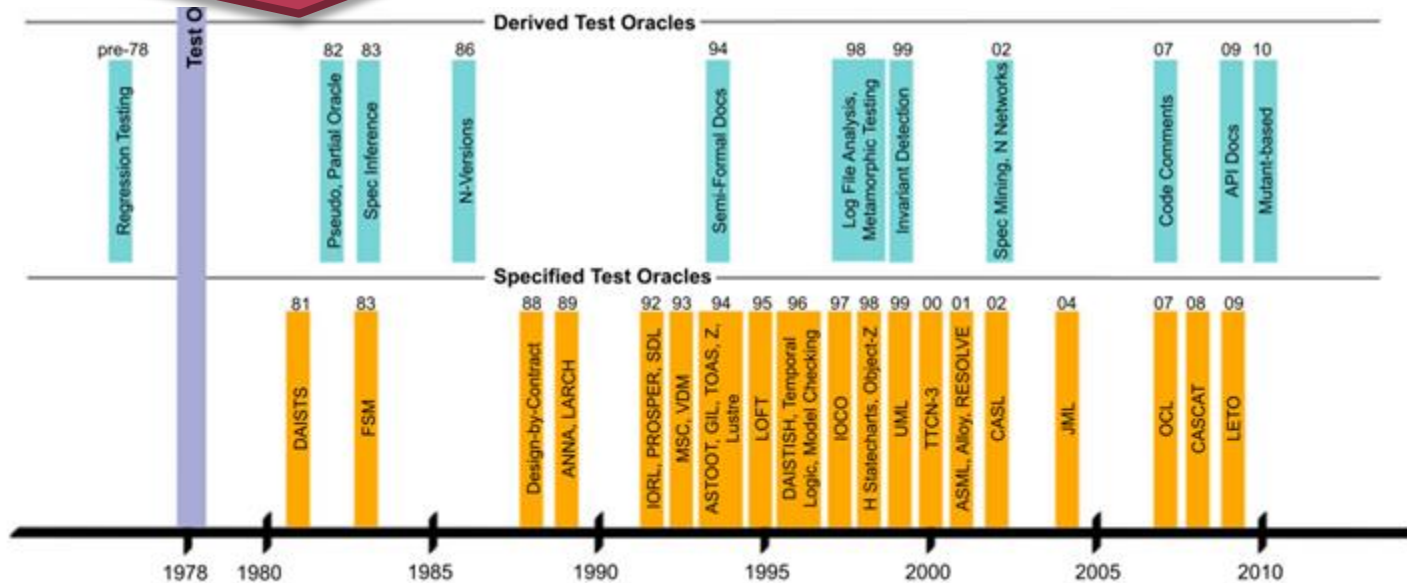 Derived Test Oracles
Test O
pre-78
Regression Testing
82
Pseudo, Partial Oracle
83
Spec Inference
86
N-Versions
94
Semi-Formal Docs
98
Log File Analysis,
Metamorphic Testing
99
Invariant Detection
02
Spec Mining, N Networks
07
Code Comments
09
API Docs
10
Mutant-based
Specified Test Oracles
81
DAISTS
83
FSM
88
Design-by-Contract
89
ANNA, LARCH
92
IORL, PROSPER, SDL
93
MSC, VDM
94
ASTOOT, GIL, TOAS, Z,
Lustre
95
LOFT
96
DAISTISH, Temporal
Logic, Model Checking
97
IOCO
98
H Statecharts, Object-Z
99
UML
00
TTCN-3
01
ASML, Alloy, RESOLVE
02
CASL
04
JML
07
OCL
08
CASCAT
09
LETO
1978 1980 1985 1990 1995 2000 2005 2010